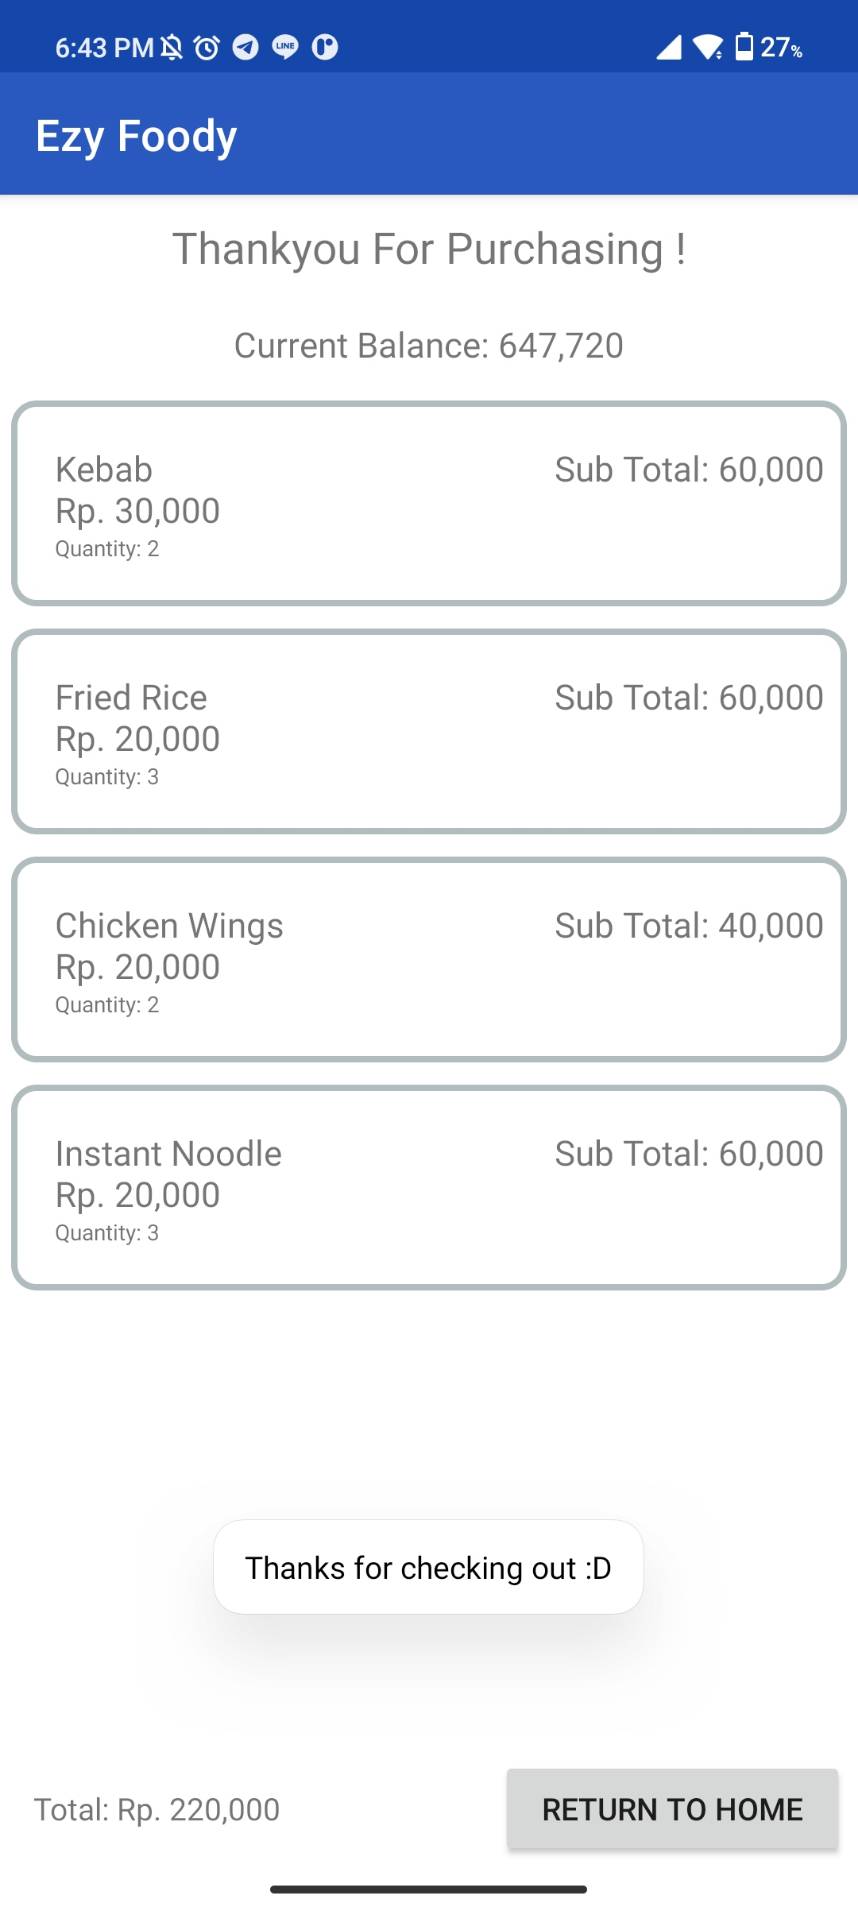 6:43 PM LINE 27%
Ezy Foody
Thankyou For Purchasing !
Current Balance: 647,720
Kebab Sub Total: 60,000
Rp. 30,000
Quantity: 2
Fried Rice Sub Total: 60,000
Rp. 20,000
Quantity: 3
Chicken Wings Sub Total: 40,000
Rp. 20,000
Quantity: 2
Instant Noodle Sub Total: 60,000
Rp. 20,000
Quantity: 3
Thanks for checking out :D
Total: Rp. 220,000 RETURN TO HOME